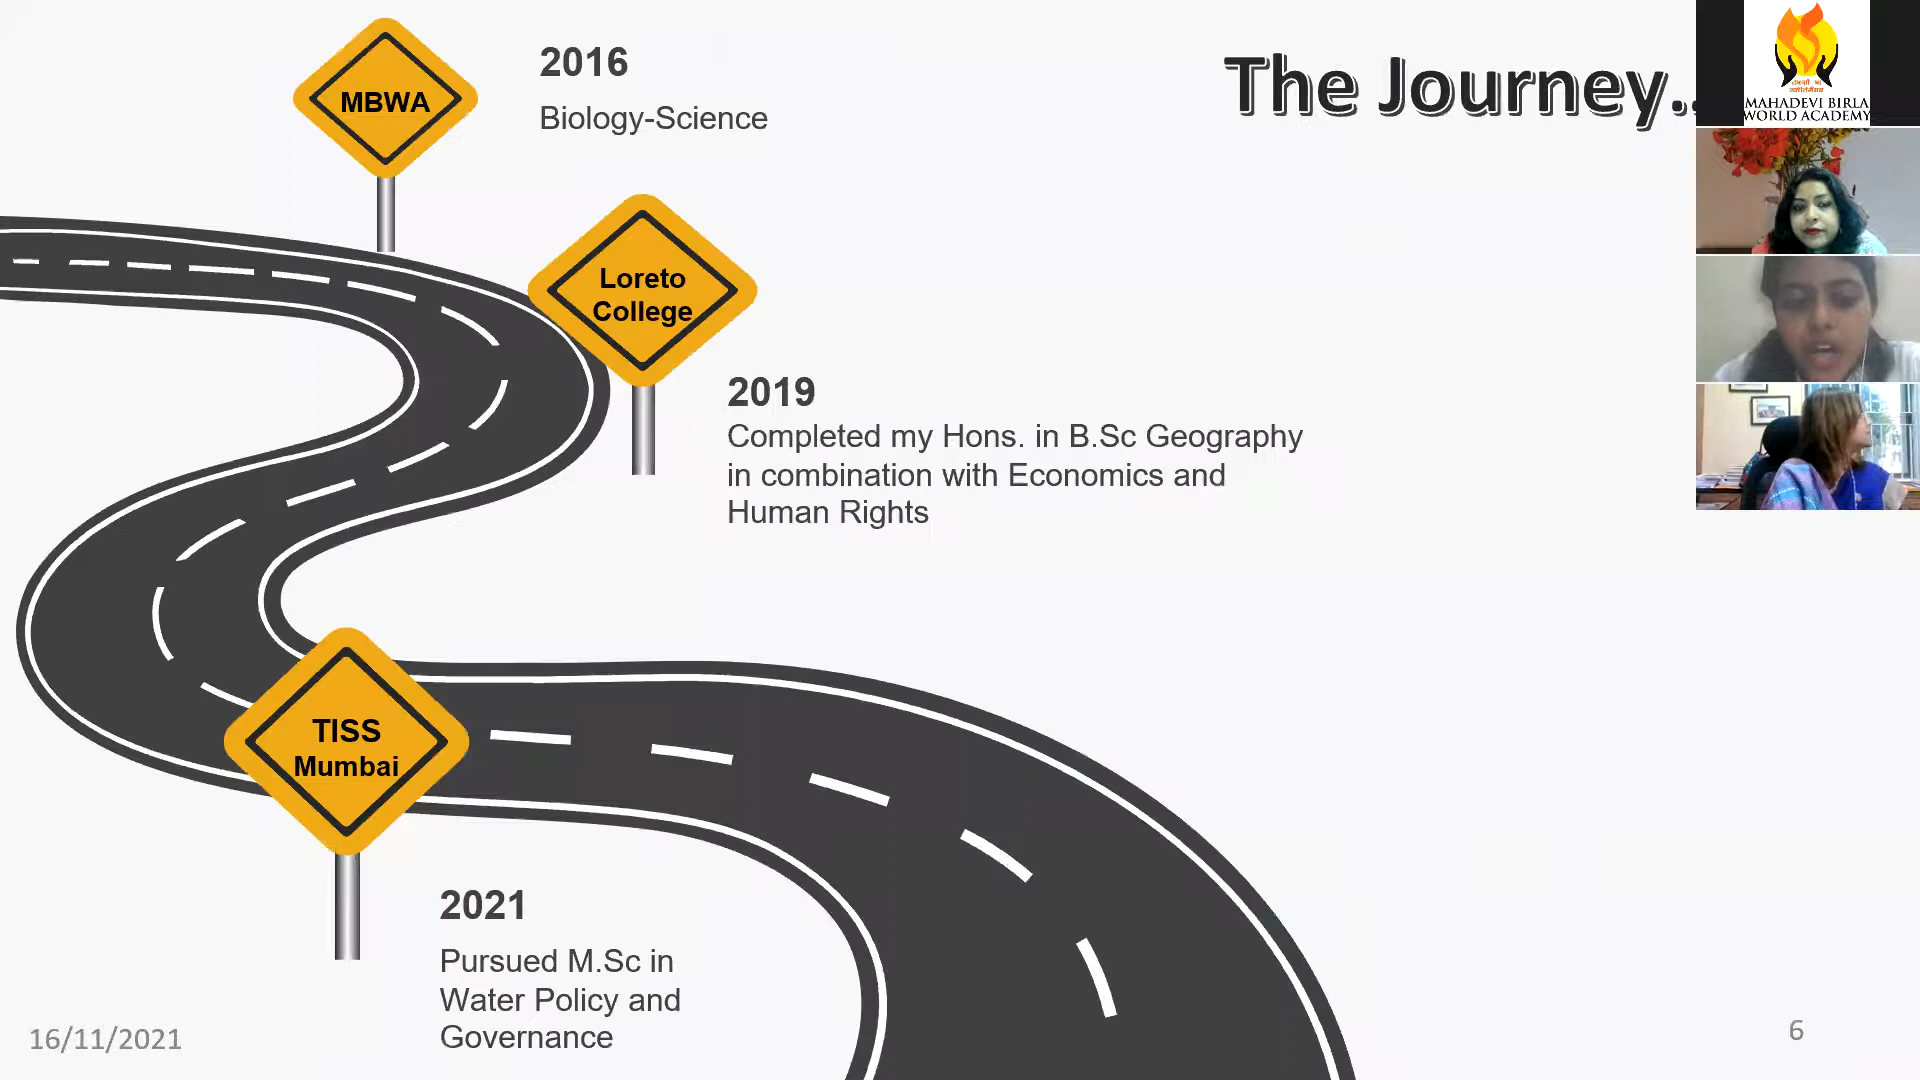 The Journey..
MBWA
2016
Biology-Science
Loreto
College
2019
Completed my Hons. in B.Sc Geography
in combination with Economics and
Human Rights
TISS
Mumbai
2021
Pursued M.Sc in
Water Policy and
Governance
16/11/2021
6
MAHADEVI BIRLA
WORLD ACADEMY